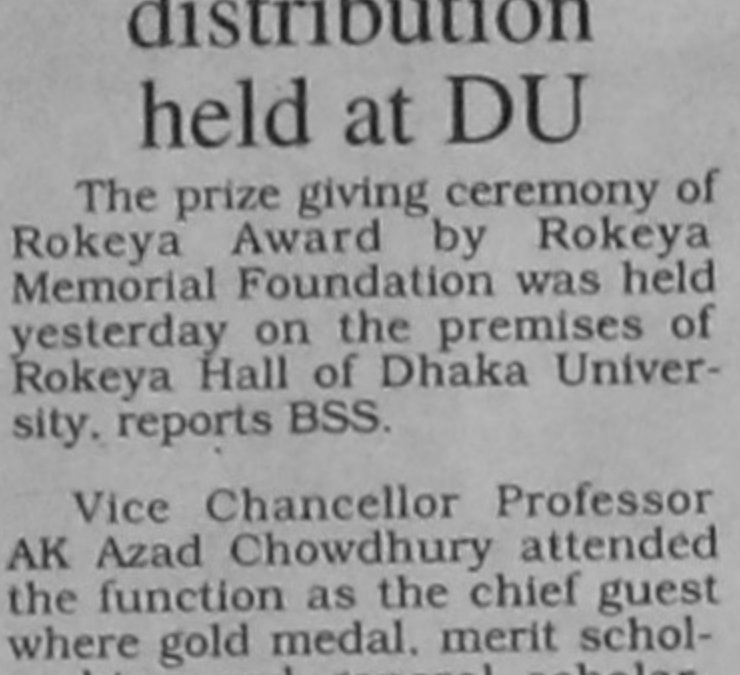 distribution
held at DU
The prize giving ceremony of
Rokeya Award by Rokeya
Memorial Foundation was held
yesterday on the premises of
Rokeya Hall of Dhaka Univer-
sity, reports BSS.
Vice Chancellor Professor
AK Azad Chowdhury attended
the function as the chief guest
where gold medal, merit schol-